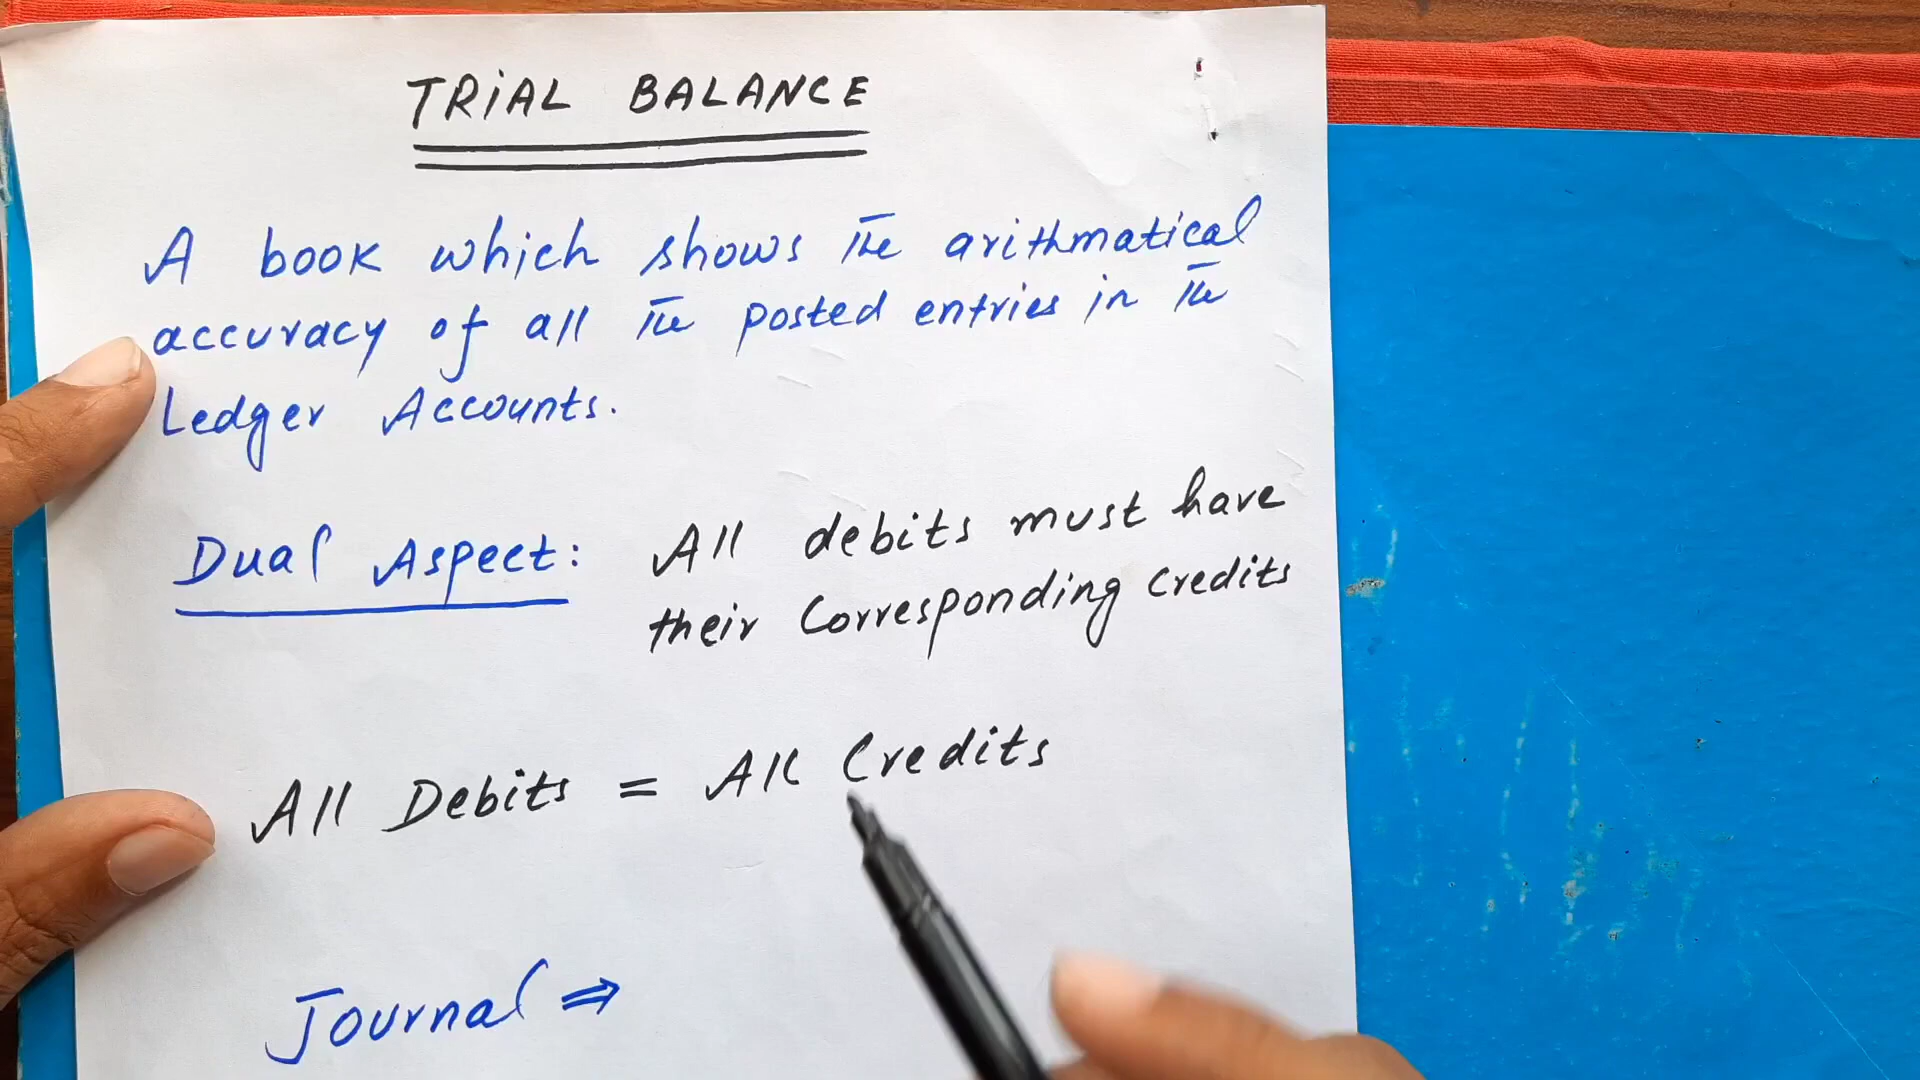 TRIAL BALANCE
A book which shows the arithmatical
accuracy of all the posted entries in the
Ledger Accounts.
Dual Aspect: All debits must have
their Corresponding Credits
All Debits = All Credits
Journal ⇒